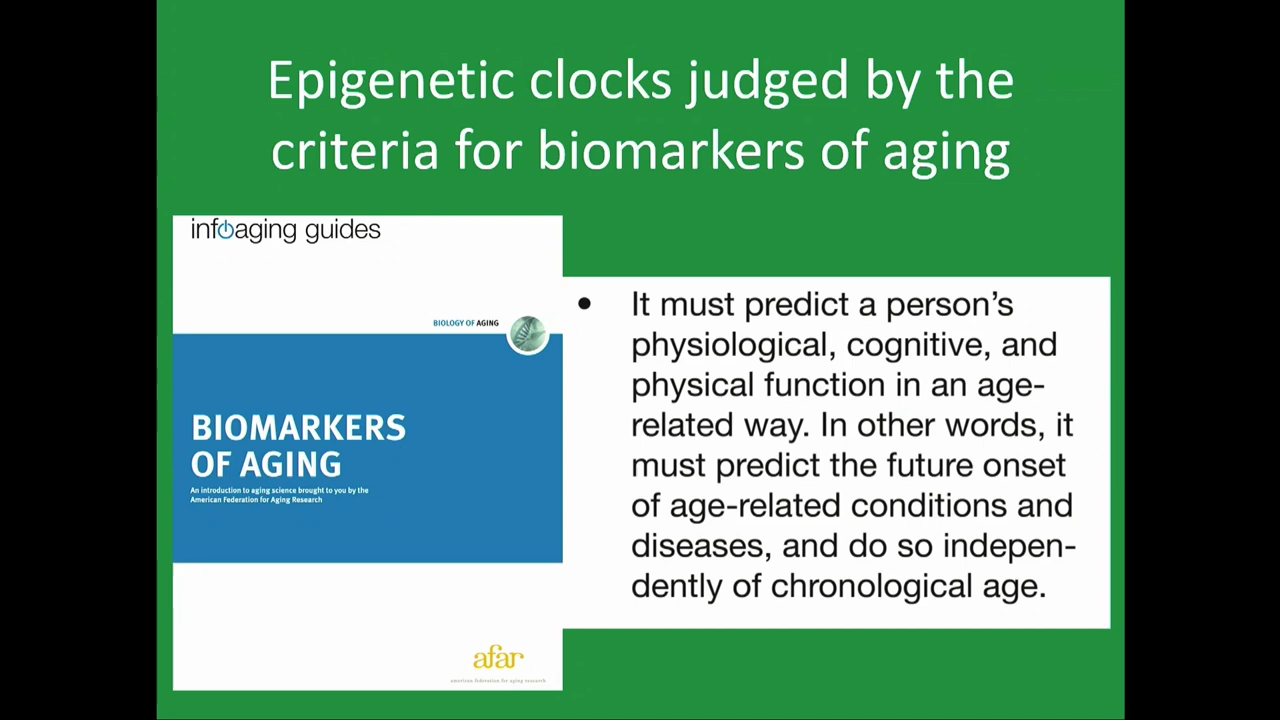 Epigenetic clocks judged by the
criteria for biomarkers of aging
infoaging guides
BIOLOGY OF AGING
BIOMARKERS
OF AGING
An introduction to aging science brought to you by the
American Federation for Aging Research
afar
american federation for aging research
• It must predict a person's
physiological, cognitive, and
physical function in an age-
related way. In other words, it
must predict the future onset
of age-related conditions and
diseases, and do so indepen-
dently of chronological age.